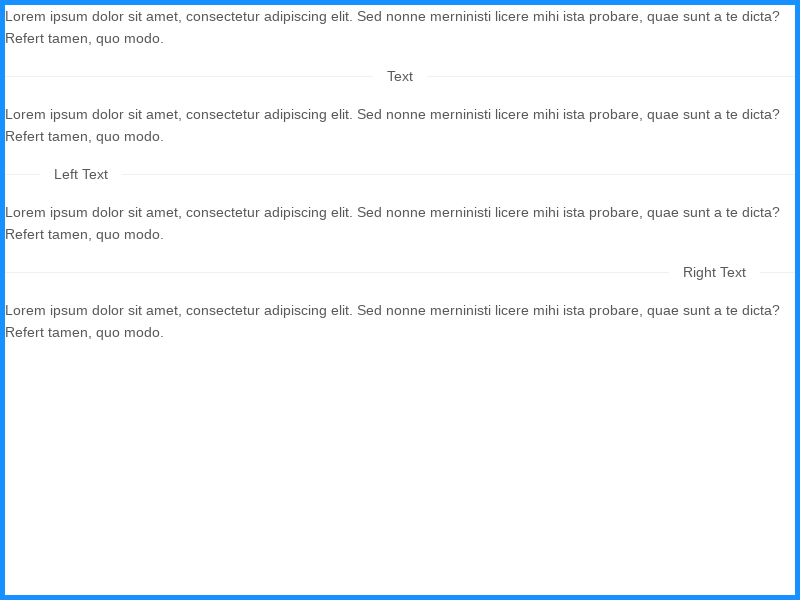 Lorem ipsum dolor sit amet, consectetur adipiscing elit. Sed nonne merninisti licere mihi ista probare, quae sunt a te dicta?
Refert tamen, quo modo.
Text
Lorem ipsum dolor sit amet, consectetur adipiscing elit. Sed nonne merninisti licere mihi ista probare, quae sunt a te dicta?
Refert tamen, quo modo.
Left Text
Lorem ipsum dolor sit amet, consectetur adipiscing elit. Sed nonne merninisti licere mihi ista probare, quae sunt a te dicta?
Refert tamen, quo modo.
Right Text
Lorem ipsum dolor sit amet, consectetur adipiscing elit. Sed nonne merninisti licere mihi ista probare, quae sunt a te dicta?
Refert tamen, quo modo.